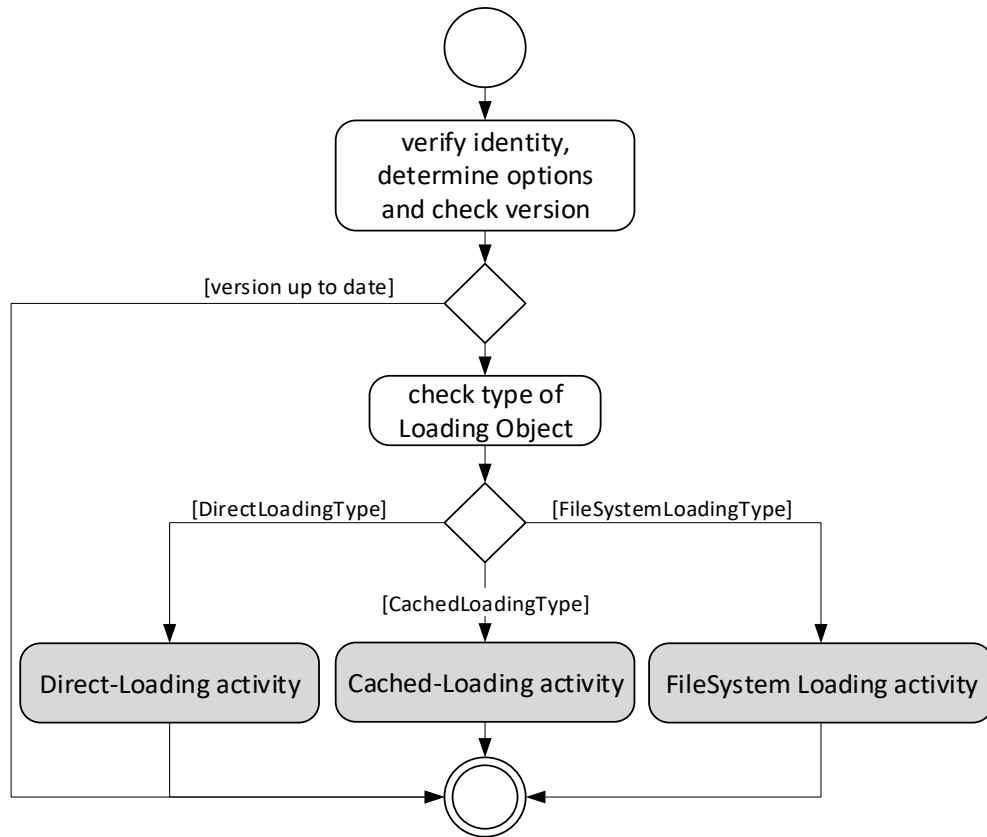 verify identity,
determine options
and check version
[version up to date]
check type of
Loading Object
[DirectLoadingType]
[FileSystemLoadingType]
[CachedLoadingType]
Direct-Loading activity
Cached-Loading activity
FileSystem Loading activity